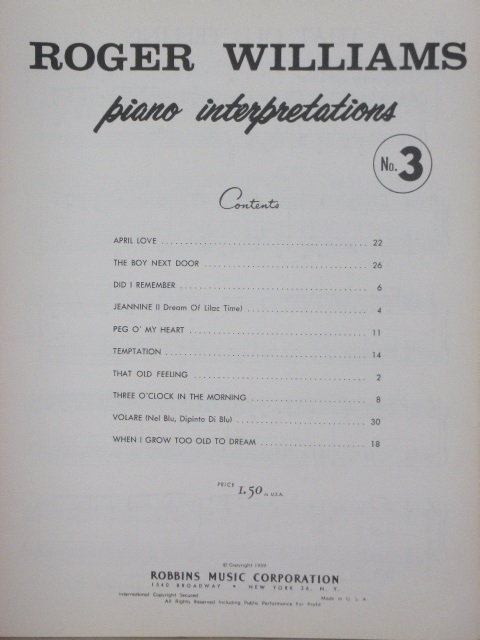 ROGER WILLIAMS
piano interpretations
No. 3
Contents
APRIL LOVE 22
THE BOY NEXT DOOR 26
DID I REMEMBER 6
JEANNINE (I Dream Of Lilac Time) 4
PEG O' MY HEART 11
TEMPTATION 14
THAT OLD FEELING 2
THREE O'CLOCK IN THE MORNING 8
VOLARE (Nel Blu, Dipinto Di Blu) 30
WHEN I GROW TOO OLD TO DREAM 18
PRICE 1.50 in U.S.A.
© Copyright 1959
ROBBINS MUSIC CORPORATION
1540 BROADWAY • NEW YORK 36, N. Y.
International Copyright Secured Made in U. S. A.
All Rights Reserved Including Public Performance For Profit